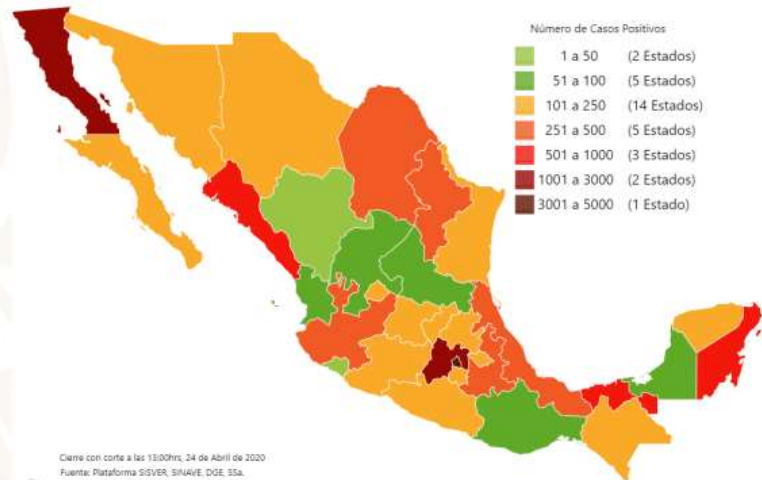 Número de Casos Positivos
1 a 50 (2 Estados)
51 a 100 (5 Estados)
101 a 250 (14 Estados)
251 a 500 (5 Estados)
501 a 1000 (3 Estados)
1001 a 3000 (2 Estados)
3001 a 5000 (1 Estado)
Cierre con corte a las 13:00hrs, 24 de Abril de 2020
Fuente: Plataforma SISVER, SINAVE, DGE, SSa.